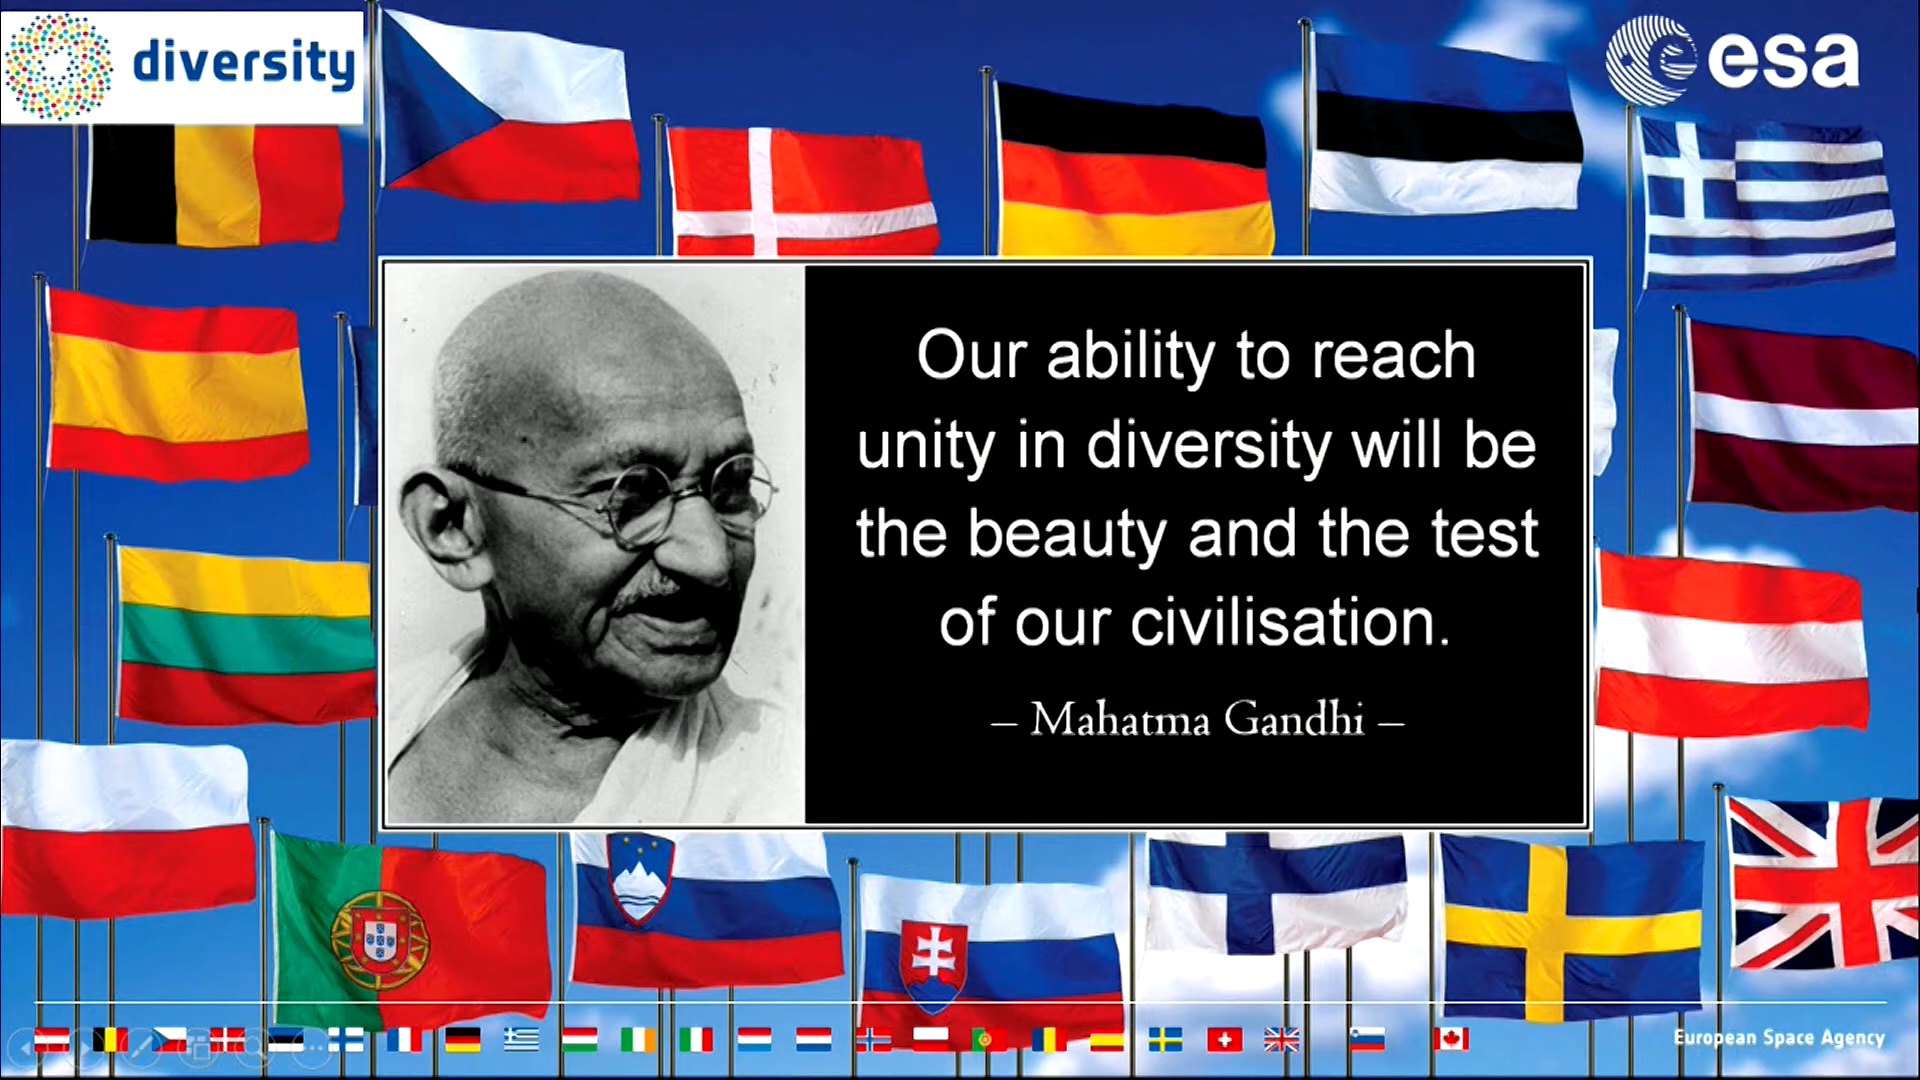 diversity
esa
Our ability to reach
unity in diversity will be
the beauty and the test
of our civilisation.
– Mahatma Gandhi –
European Space Agency